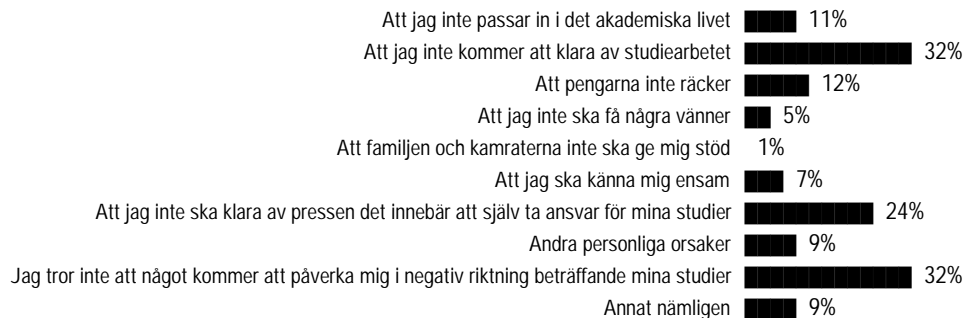 Att jag inte passar in i det akademiska livet 11%
Att jag inte kommer att klara av studiearbetet 32%
Att pengarna inte räcker 12%
Att jag inte ska få några vänner 5%
Att familjen och kamraterna inte ska ge mig stöd 1%
Att jag ska känna mig ensam 7%
Att jag inte ska klara av pressen det innebär att själv ta ansvar för mina studier 24%
Andra personliga orsaker 9%
Jag tror inte att något kommer att påverka mig i negativ riktning beträffande mina studier 32%
Annat nämligen 9%